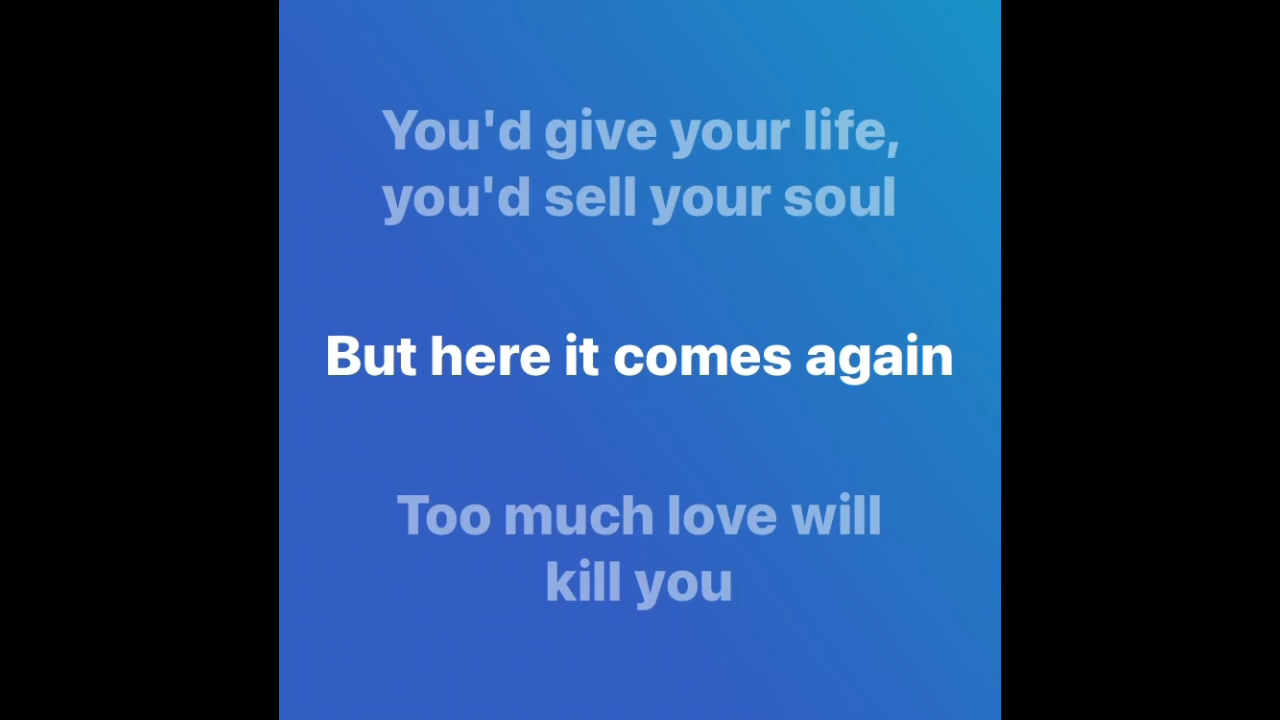 You'd give your life,
you'd sell your soul
But here it comes again
Too much love will
kill you